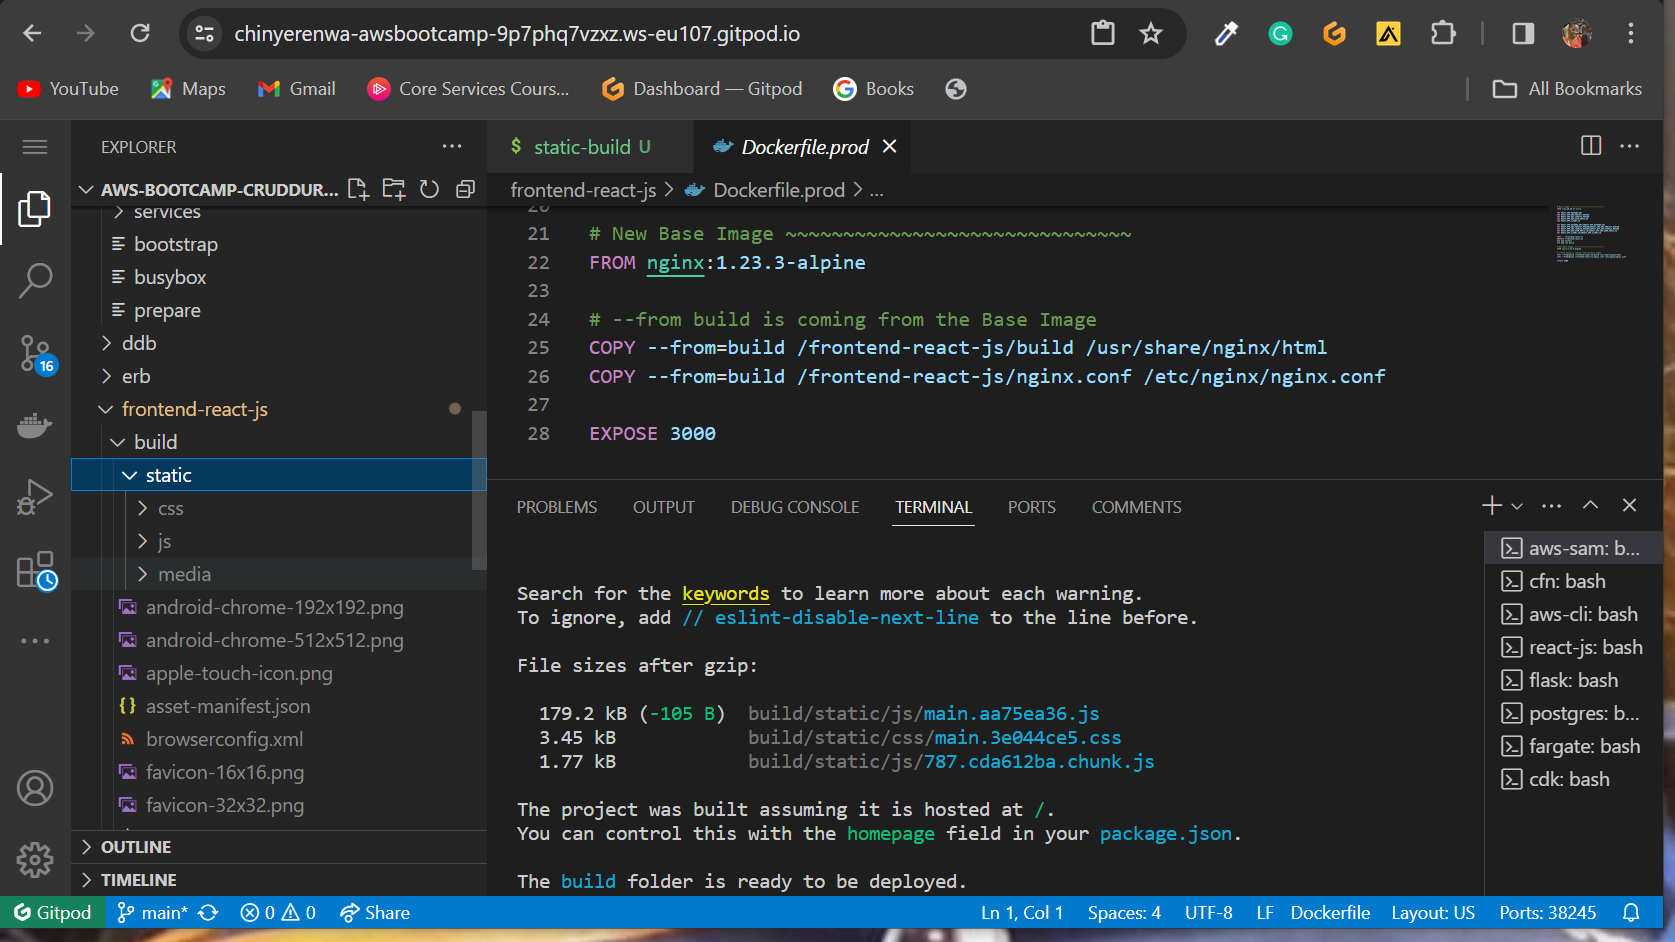 chinyerenwa-awsbootcamp-9p7phq7vzxz.ws-eu107.gitpod.io
YouTube
Maps
Gmail
Core Services Cours...
Dashboard — Gitpod
Books
All Bookmarks
EXPLORER
AWS-BOOTCAMP-CRUDDUR...
services
bootstrap
busybox
prepare
ddb
erb
frontend-react-js
build
static
css
js
media
android-chrome-192x192.png
android-chrome-512x512.png
apple-touch-icon.png
asset-manifest.json
browserconfig.xml
favicon-16x16.png
favicon-32x32.png
OUTLINE
TIMELINE
16
$ static-build U
Dockerfile.prod
frontend-react-js > Dockerfile.prod > ...
20
21 # New Base Image ~~~~~~~~~~~~~~~~~~~~~~~~~~~~~~
22 FROM nginx:1.23.3-alpine
23
24 # --from build is coming from the Base Image
25 COPY --from=build /frontend-react-js/build /usr/share/nginx/html
26 COPY --from=build /frontend-react-js/nginx.conf /etc/nginx/nginx.conf
27
28 EXPOSE 3000
PROBLEMS
OUTPUT
DEBUG CONSOLE
TERMINAL
PORTS
COMMENTS
Search for the keywords to learn more about each warning.
To ignore, add // eslint-disable-next-line to the line before.
File sizes after gzip:
179.2 kB (-105 B) build/static/js/main.aa75ea36.js
3.45 kB build/static/css/main.3e044ce5.css
1.77 kB build/static/js/787.cda612ba.chunk.js
The project was built assuming it is hosted at /.
You can control this with the homepage field in your package.json.
The build folder is ready to be deployed.
aws-sam: b...
cfn: bash
aws-cli: bash
react-js: bash
flask: bash
postgres: b...
fargate: bash
cdk: bash
Gitpod
main*
0
0
Share
Ln 1, Col 1
Spaces: 4
UTF-8
LF
Dockerfile
Layout: US
Ports: 38245